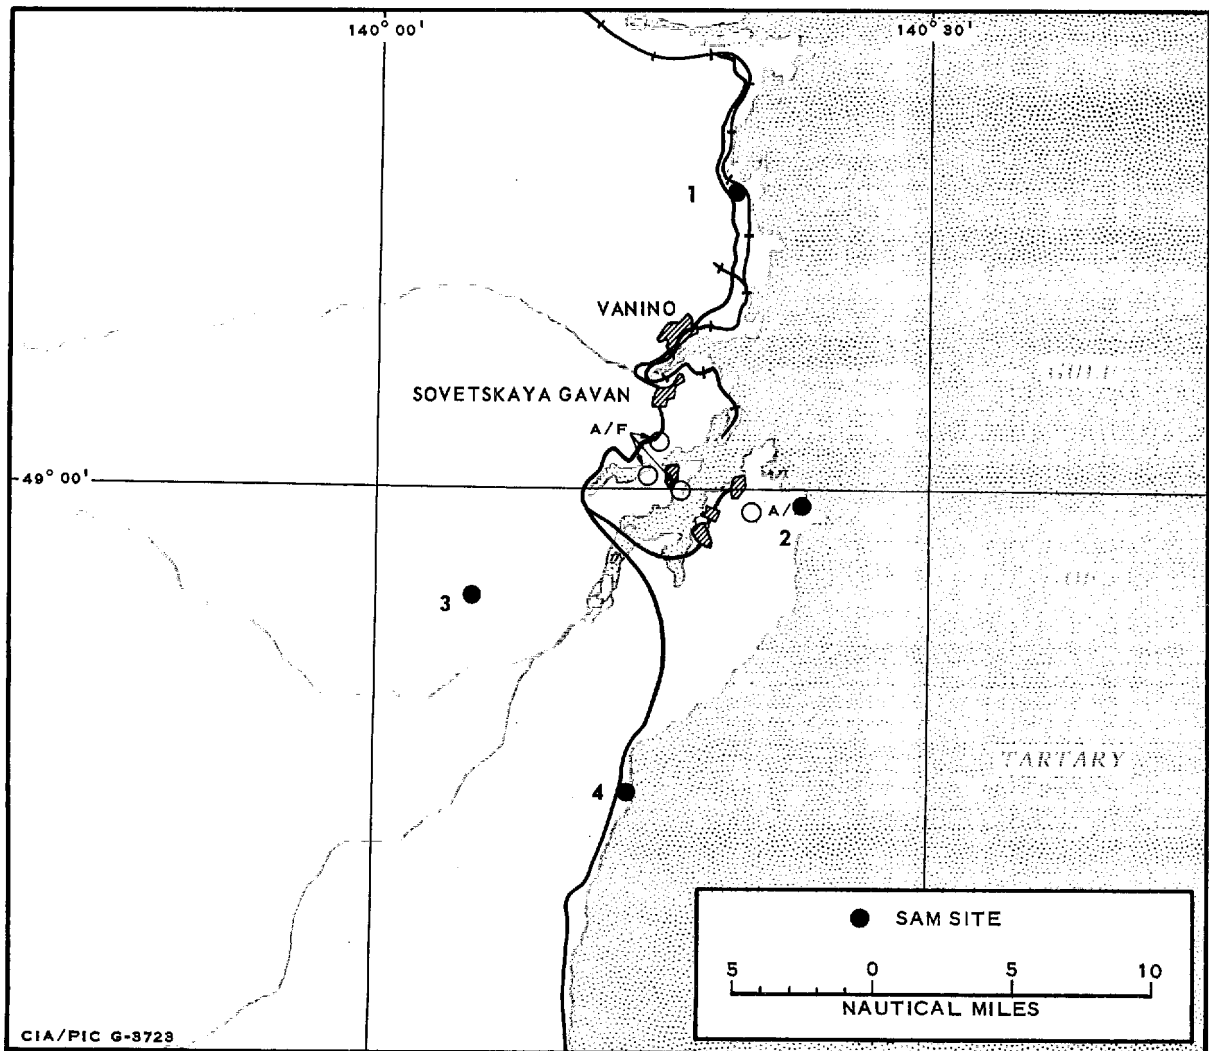 140° 00'
140° 30'
1
VANINO
GULF
SOVETSKAYA GAVAN
A/F
49° 00'
A/
2
OF
3
TARTARY
4
SAM SITE
5 0 5 10
NAUTICAL MILES
CIA/PIC G-3723